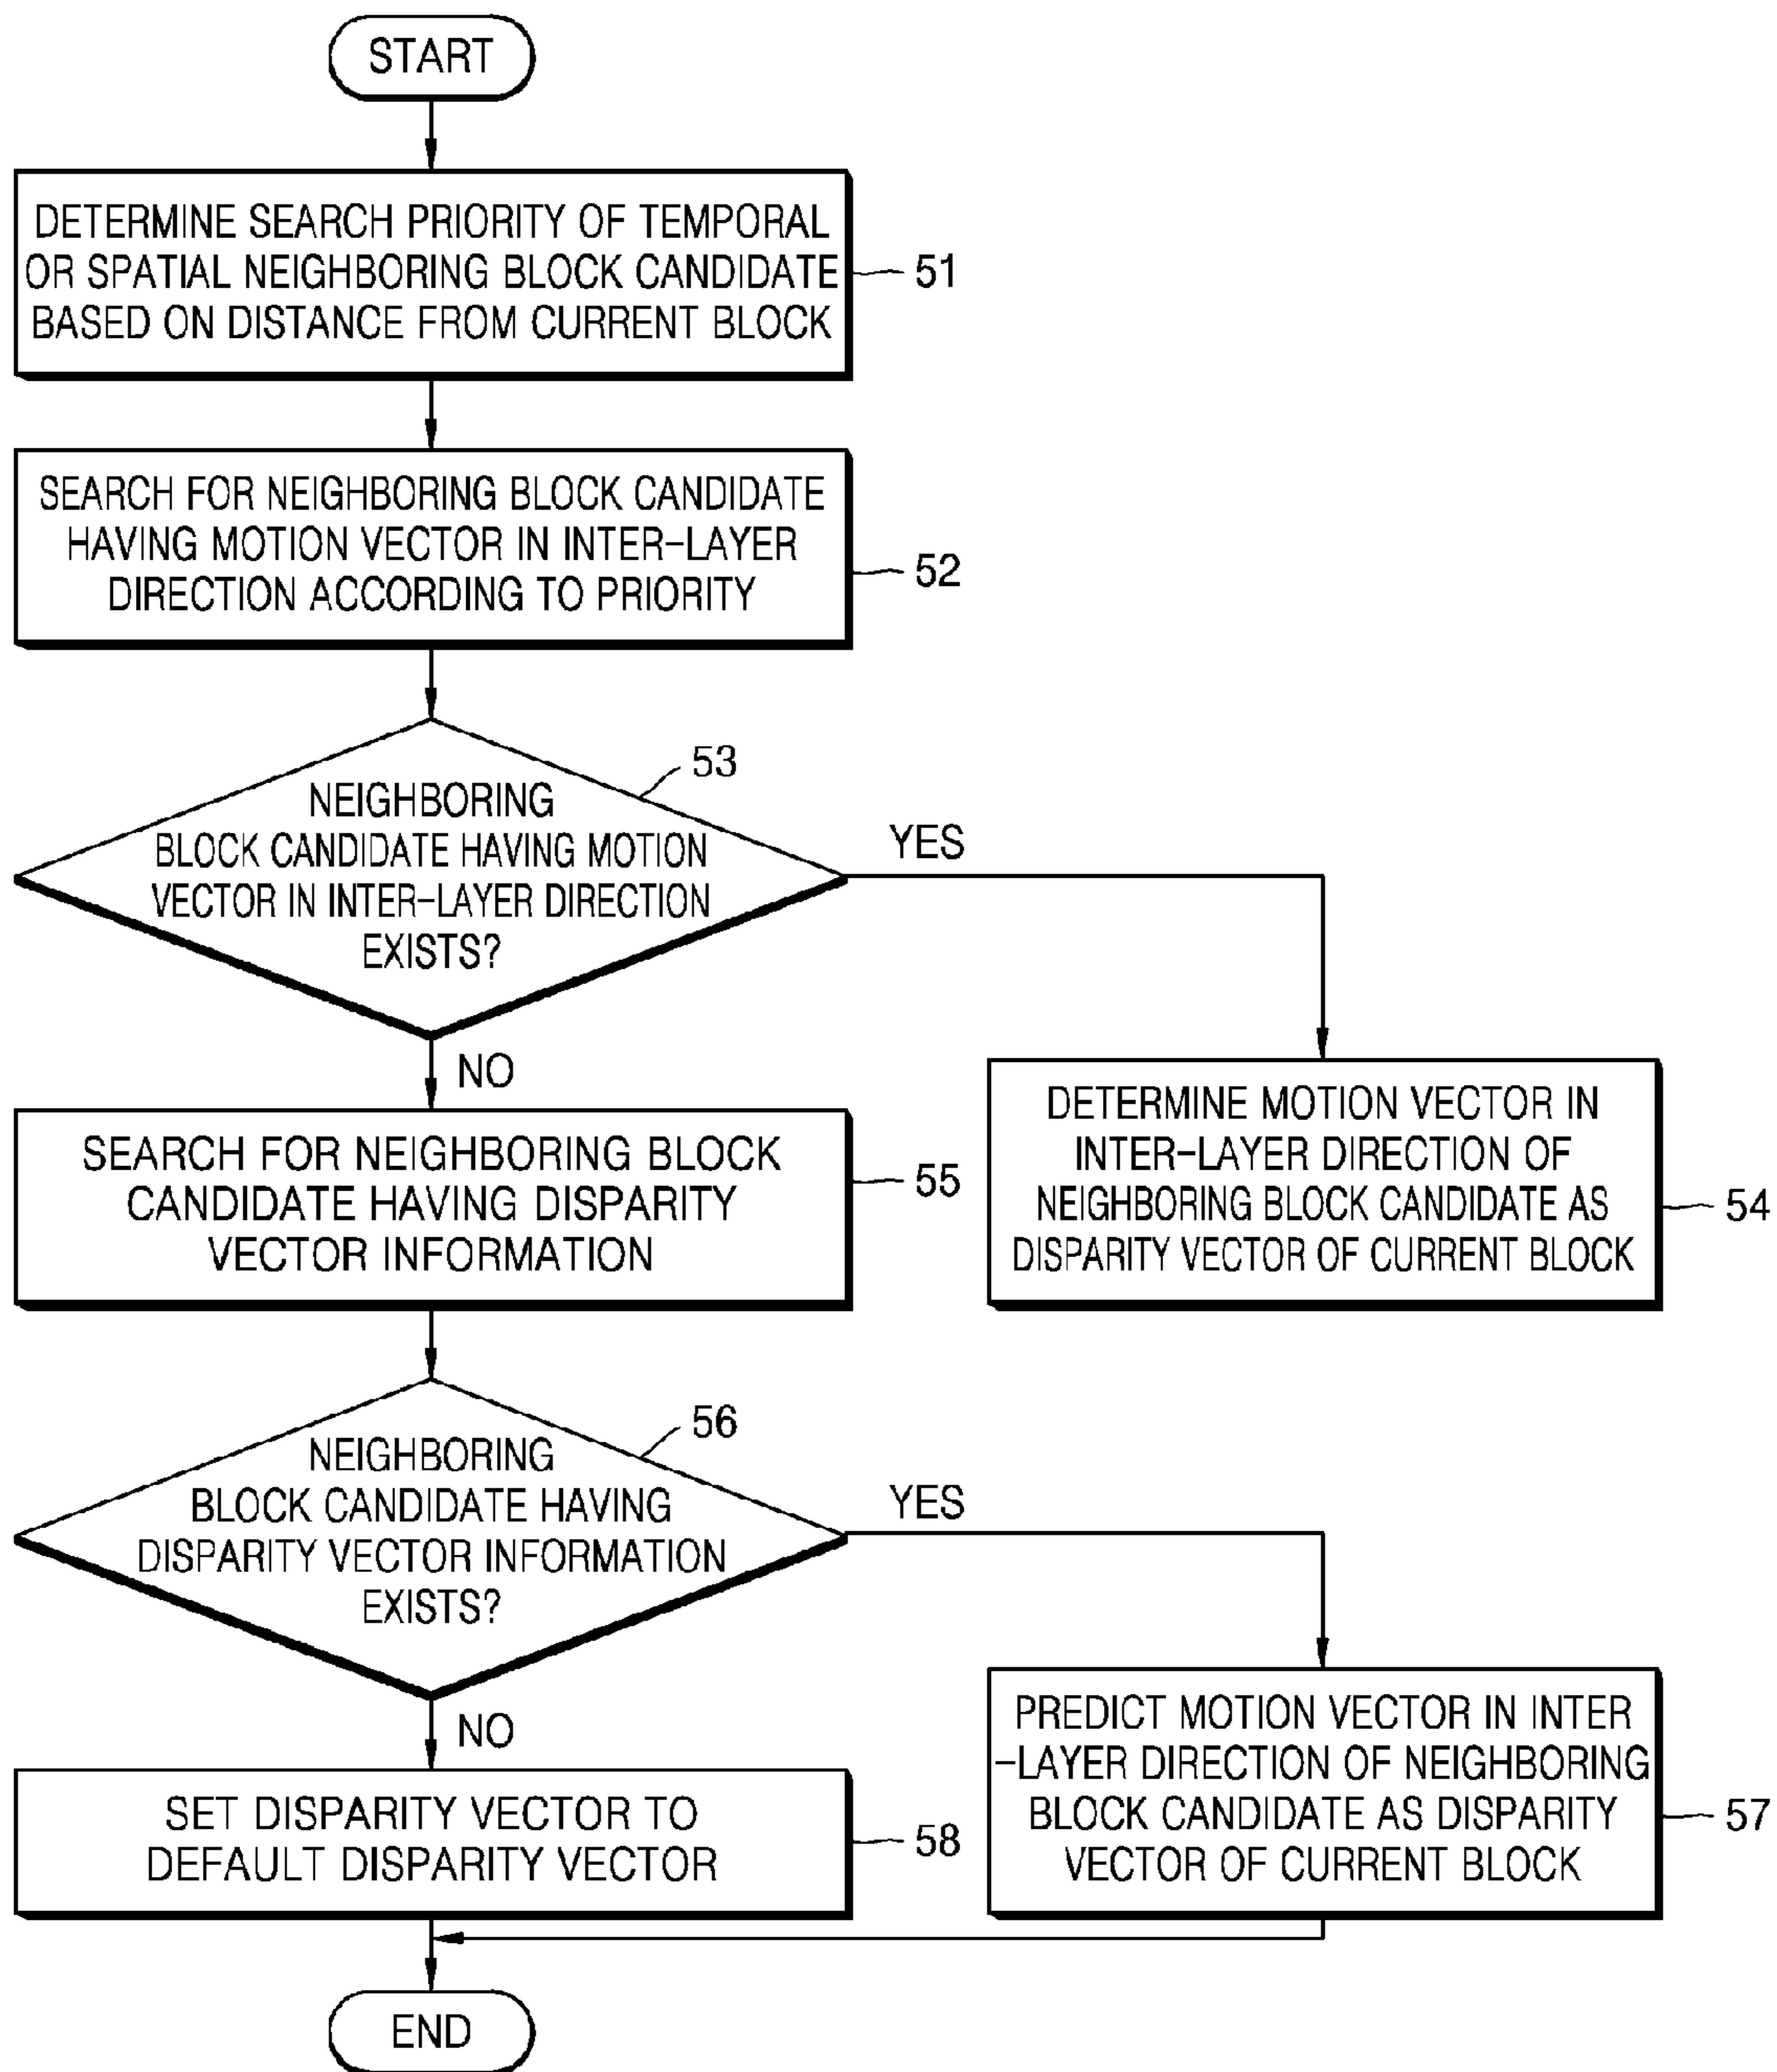 START
DETERMINE SEARCH PRIORITY OF TEMPORAL
OR SPATIAL NEIGHBORING BLOCK CANDIDATE
BASED ON DISTANCE FROM CURRENT BLOCK
51
SEARCH FOR NEIGHBORING BLOCK CANDIDATE
HAVING MOTION VECTOR IN INTER-LAYER
DIRECTION ACCORDING TO PRIORITY
52
53
NEIGHBORING
BLOCK CANDIDATE HAVING MOTION
VECTOR IN INTER-LAYER DIRECTION
EXISTS?
YES
NO
DETERMINE MOTION VECTOR IN
INTER-LAYER DIRECTION OF
NEIGHBORING BLOCK CANDIDATE AS
DISPARITY VECTOR OF CURRENT BLOCK
54
SEARCH FOR NEIGHBORING BLOCK
CANDIDATE HAVING DISPARITY
VECTOR INFORMATION
55
56
NEIGHBORING
BLOCK CANDIDATE HAVING
DISPARITY VECTOR INFORMATION
EXISTS?
YES
NO
PREDICT MOTION VECTOR IN INTER
-LAYER DIRECTION OF NEIGHBORING
BLOCK CANDIDATE AS DISPARITY
VECTOR OF CURRENT BLOCK
57
SET DISPARITY VECTOR TO
DEFAULT DISPARITY VECTOR
58
END